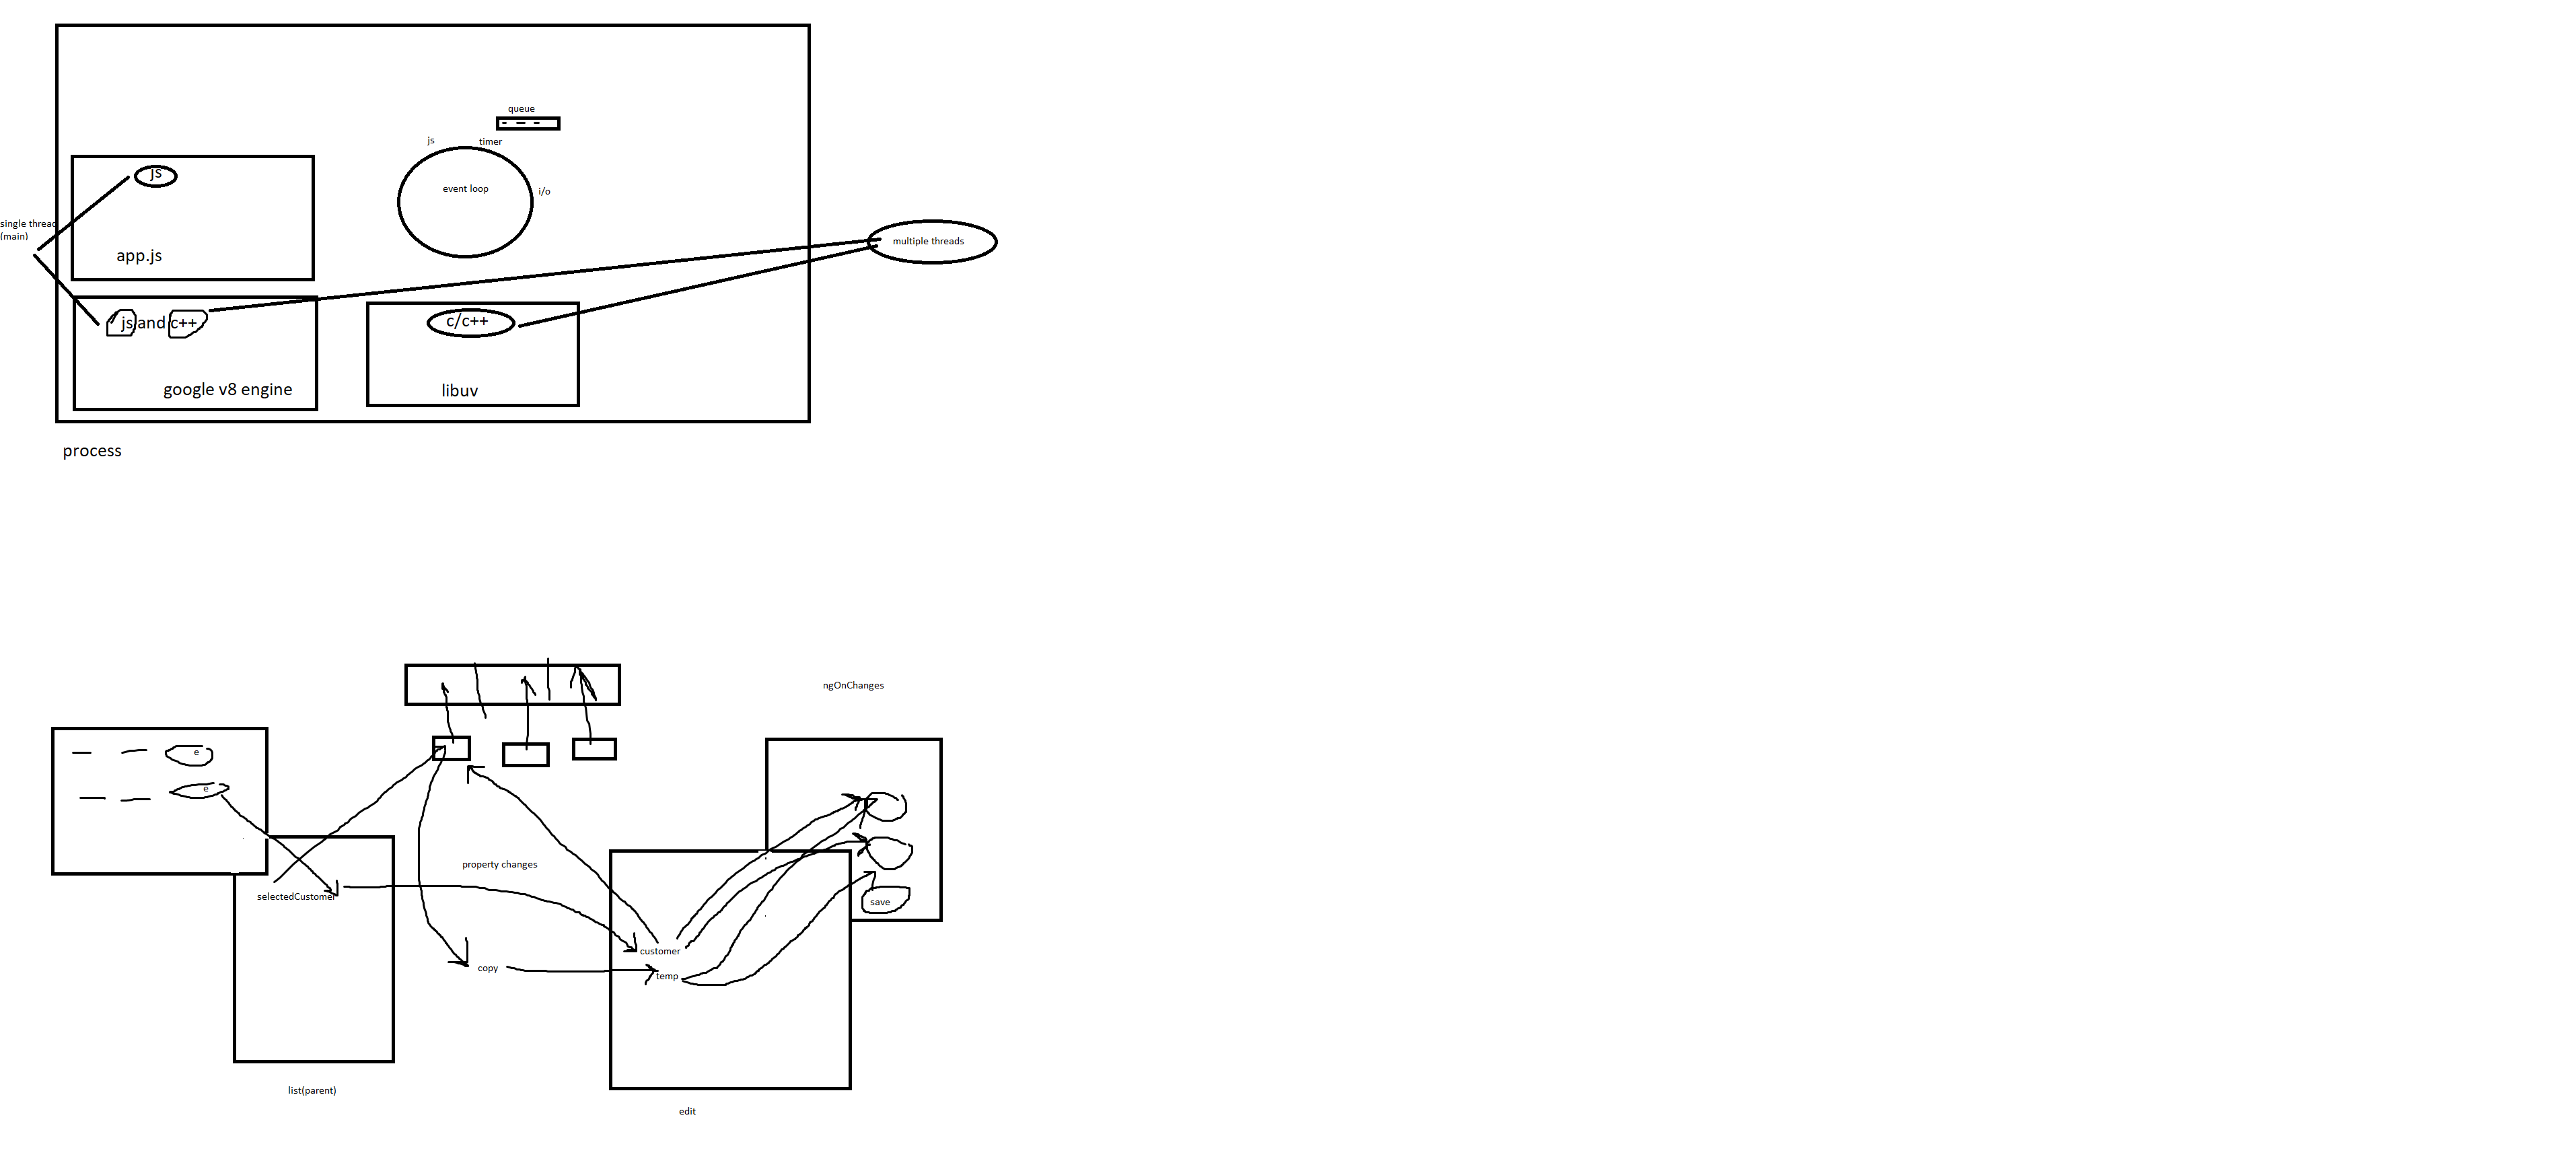 queue
js
timer
js
event loop
i/o
single thread
(main)
multiple threads
app.js
js and c++
c/c++
google v8 engine
libuv
process
ngOnChanges
e
e
property changes
selectedCustomer
save
customer
copy
temp
list(parent)
edit